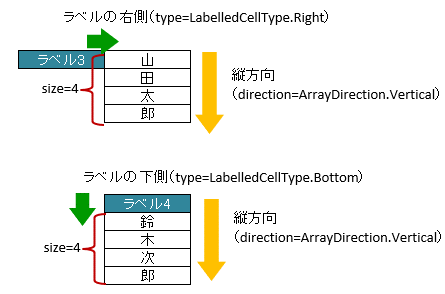 ラベルの右側(type=LabelledCellType.Right)
ラベル3
山
田
太
郎
size=4
縦方向
(direction=ArrayDirection.Vertical)
ラベルの下側(type=LabelledCellType.Bottom)
ラベル4
鈴
木
次
郎
size=4
縦方向
(direction=ArrayDirection.Vertical)